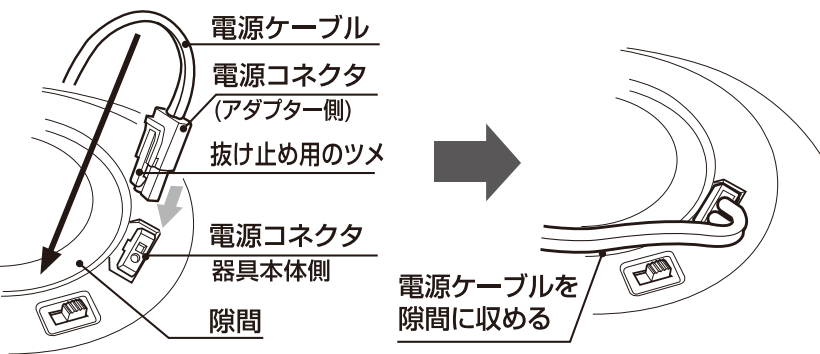 電源ケーブル
電源コネクタ
(アダプター側)
抜け止め用のツメ
電源コネクタ
器具本体側
隙間
電源ケーブルを
隙間に収める